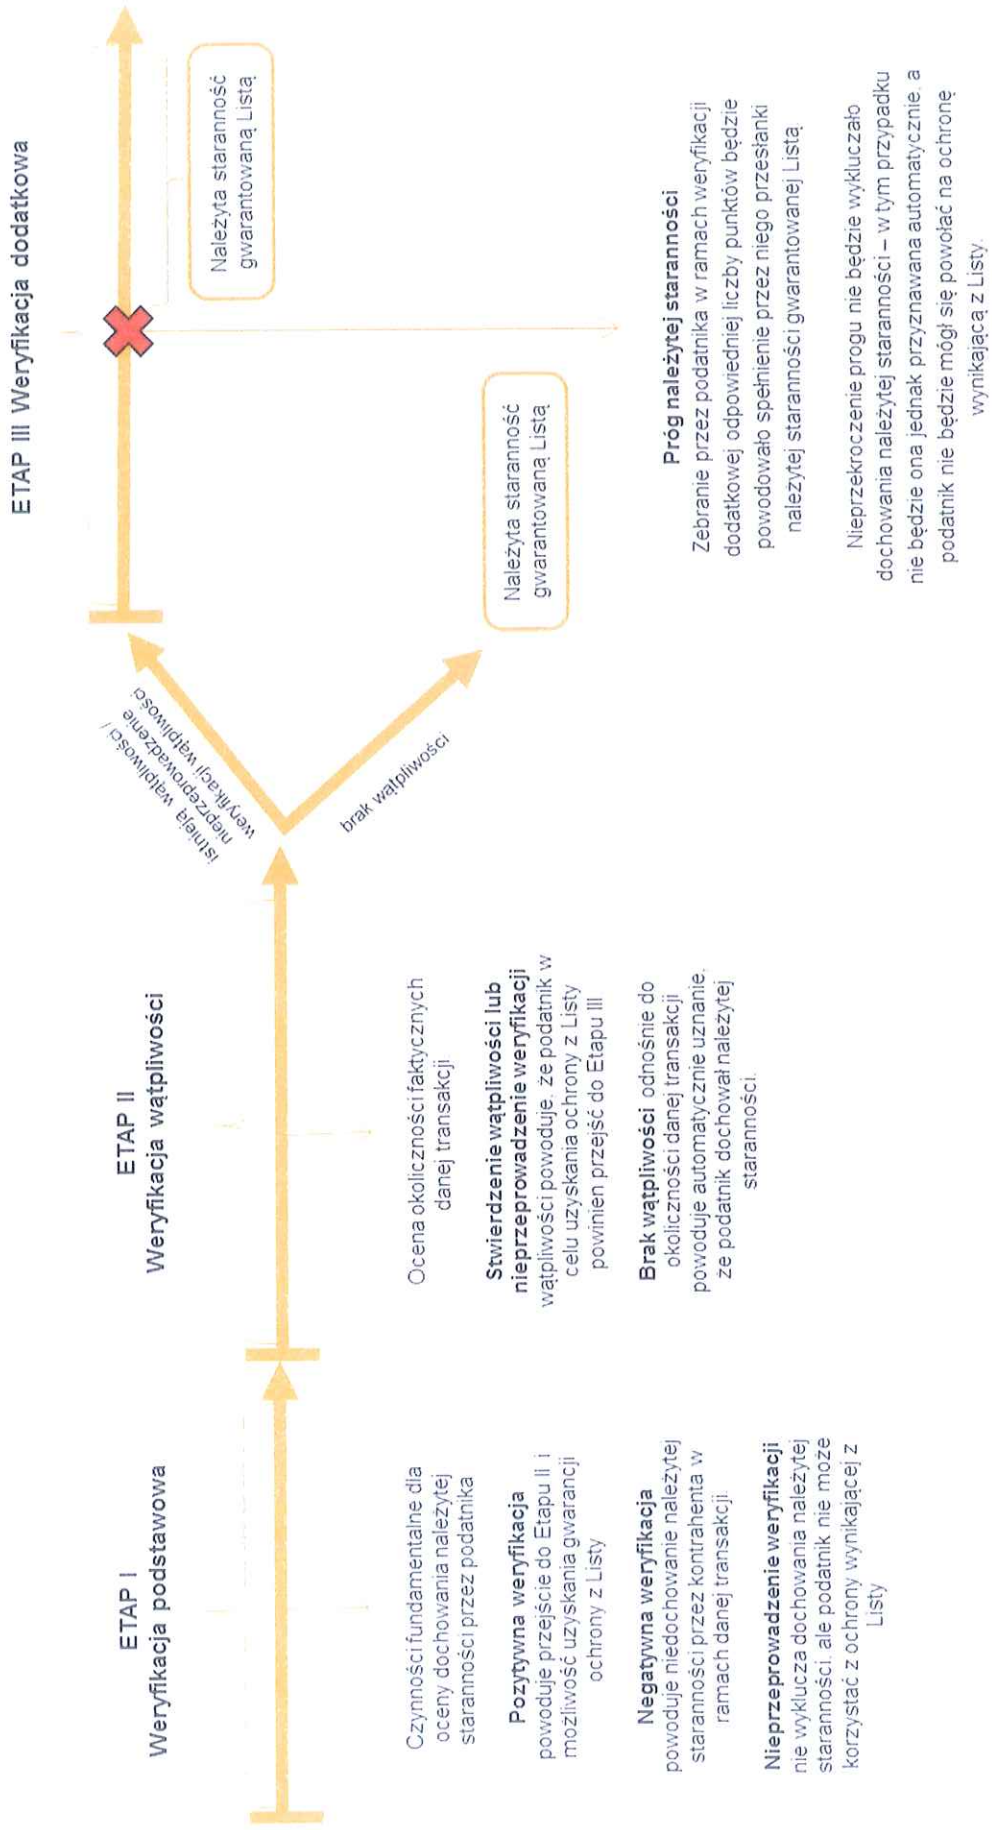 ETAP I
Weryfikacja podstawowa
Czynności fundamentalne dla
oceny dochowania należytej
staranności przez podatnika
Pozytywna weryfikacja
powoduje przejście do Etapu II i
możliwość uzyskania gwarancji
ochrony z Listy
Negatywna weryfikacja
powoduje niedochowanie należytej
staranności przez kontrahenta w
ramach danej transakcji.
Nieprzeprowadzenie weryfikacji
nie wyklucza dochowania należytej
staranności, ale podatnik nie może
korzystać z ochrony wynikającej z
Listy
ETAP II
Weryfikacja wątpliwości
Ocena okoliczności faktycznych
danej transakcji
Stwierdzenie wątpliwości lub
nieprzeprowadzenie weryfikacji
wątpliwości powoduje, że podatnik w
celu uzyskania ochrony z Listy
powinien przejść do Etapu III
Brak wątpliwości odnośnie do
okoliczności danej transakcji
powoduje automatycznie uznanie,
że podatnik dochował należytej
staranności.
istnieją wątpliwości /
nieprzeprowadzenie
weryfikacji wątpliwości
brak wątpliwości
ETAP III Weryfikacja dodatkowa
Należyta staranność
gwarantowaną Listą
Należyta staranność
gwarantowaną Listą
Próg należytej staranności
Zebranie przez podatnika w ramach weryfikacji
dodatkowej odpowiedniej liczby punktów będzie
powodowało spełnienie przez niego przesłanki
należytej staranności gwarantowanej Listą.
Nieprzekroczenie progu nie będzie wykluczało
dochowania należytej staranności – w tym przypadku
nie będzie ona jednak przyznawana automatycznie, a
podatnik nie będzie mógł się powołać na ochronę
wynikającą z Listy.